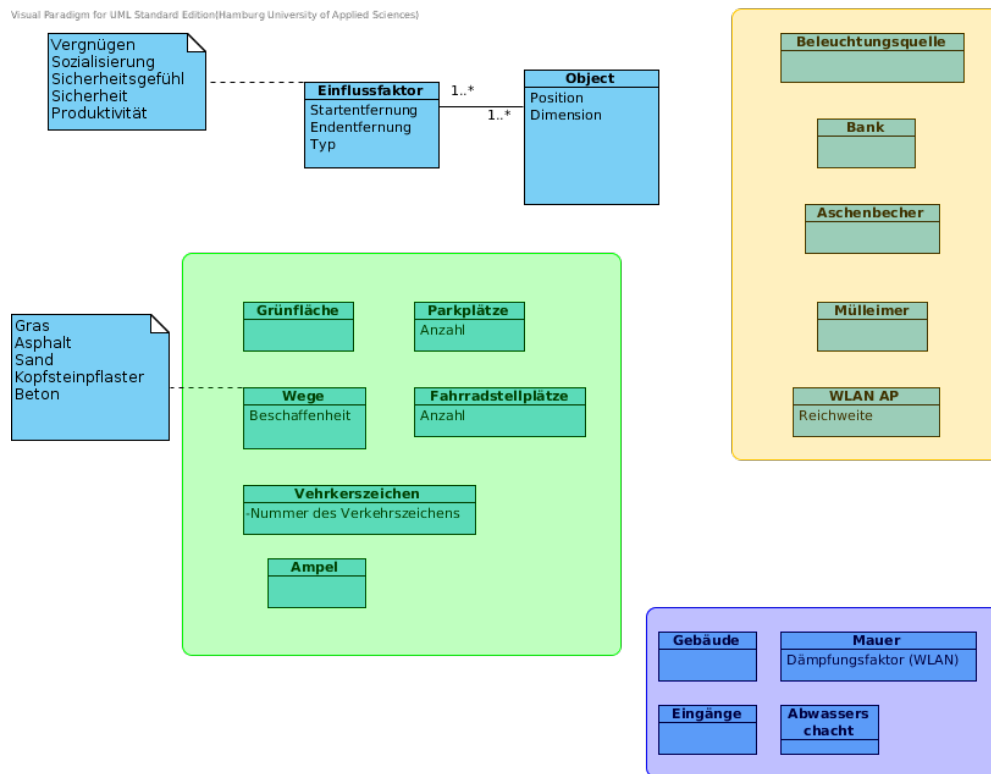 Visual Paradigm for UML Standard Edition(Hamburg University of Applied Sciences)
Vergnügen
Sozialisierung
Sicherheitsgefühl
Sicherheit
Produktivität
Einflussfaktor
Startentfernung
Endentfernung
Typ
1..*
1..*
Object
Position
Dimension
Beleuchtungsquelle
Bank
Aschenbecher
Mülleimer
WLAN AP
Reichweite
Gras
Asphalt
Sand
Kopfsteinpflaster
Beton
Grünfläche
Parkplätze
Anzahl
Wege
Beschaffenheit
Fahrradstellplätze
Anzahl
Vehrkerszeichen
-Nummer des Verkehrszeichens
Ampel
Gebäude
Mauer
Dämpfungsfaktor (WLAN)
Eingänge
Abwassers
chacht